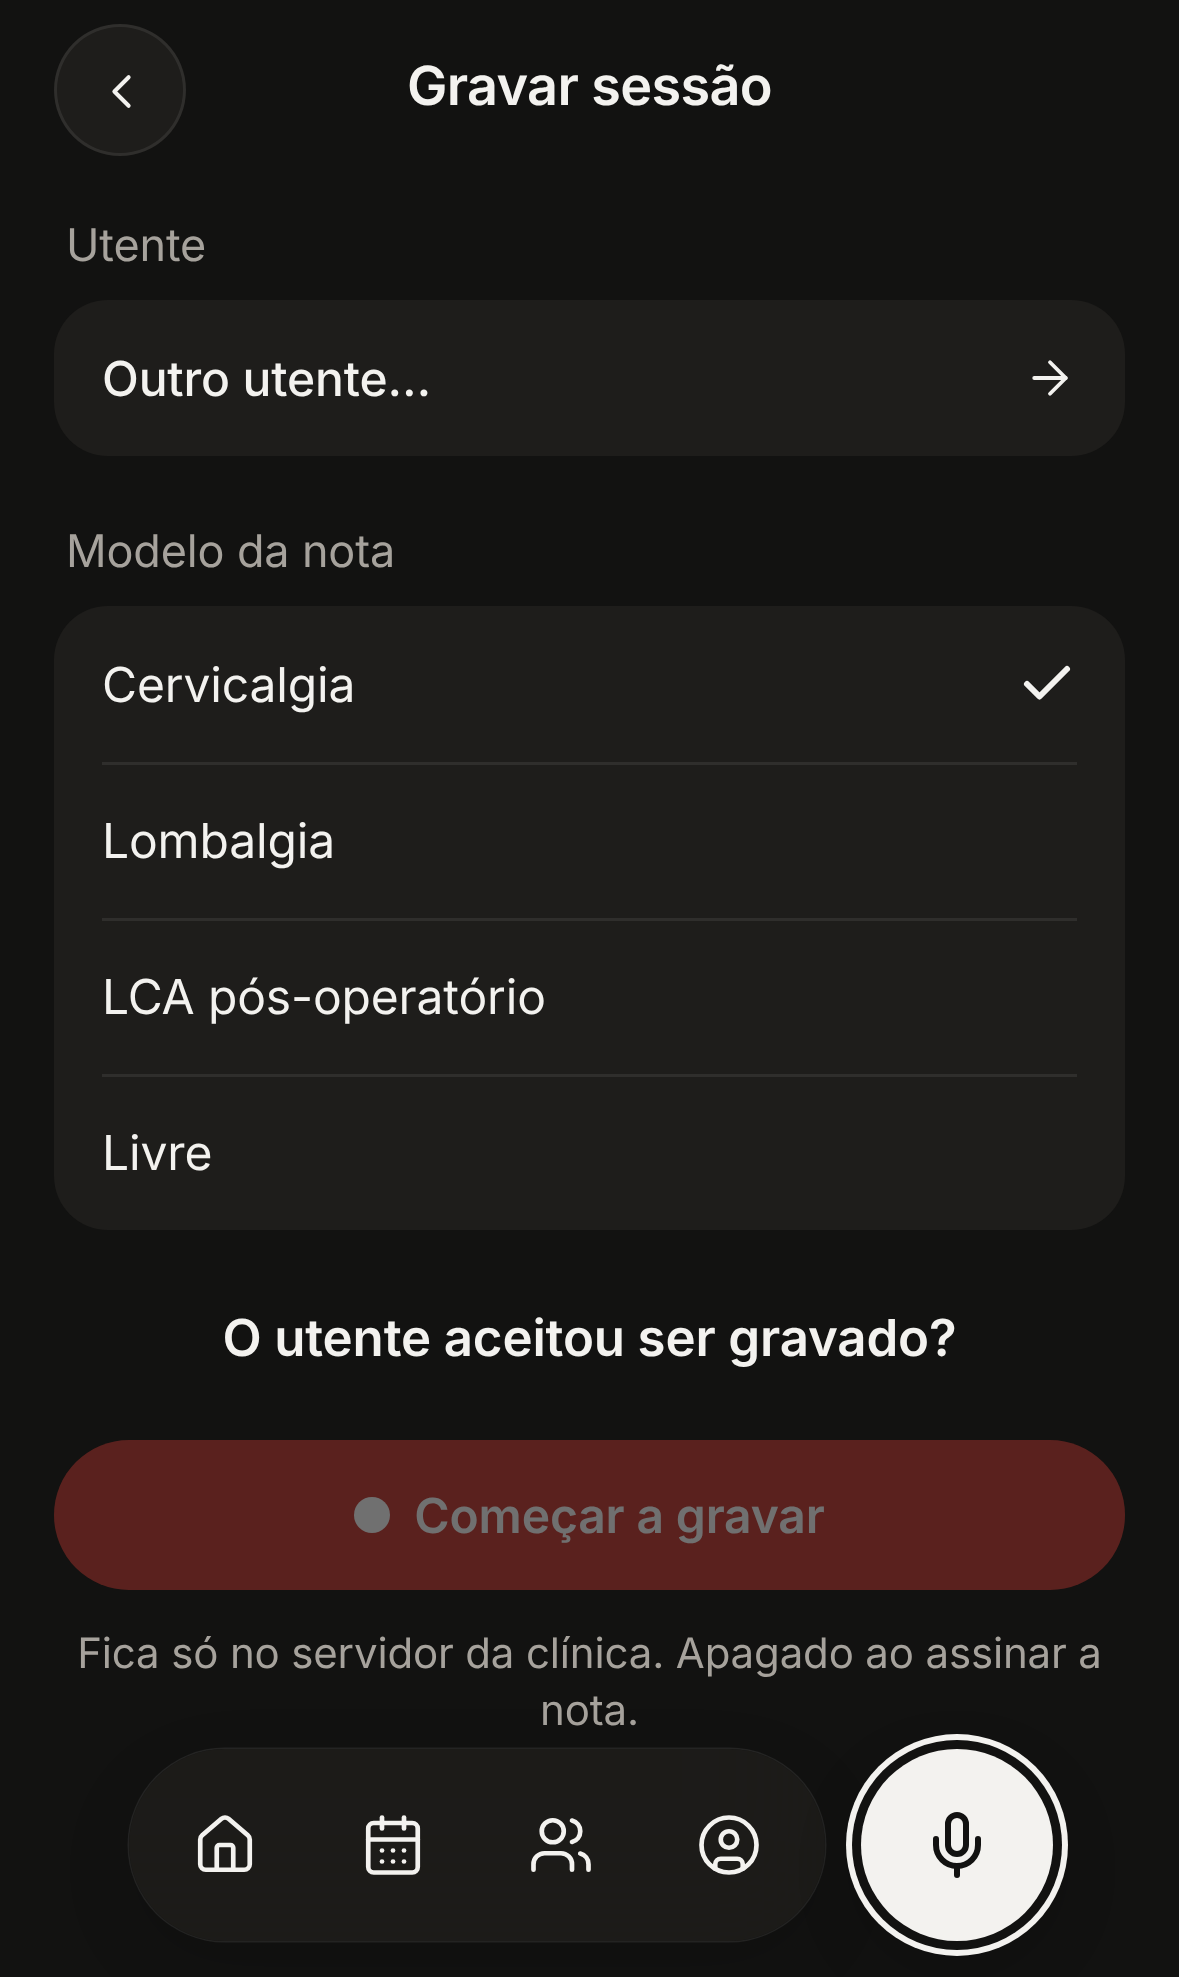 Gravar sessão
Utente
Outro utente...
Modelo da nota
Cervicalgia
Lombalgia
LCA pós-operatório
Livre
O utente aceitou ser gravado?
Começar a gravar
Fica só no servidor da clínica. Apagado ao assinar a
nota.